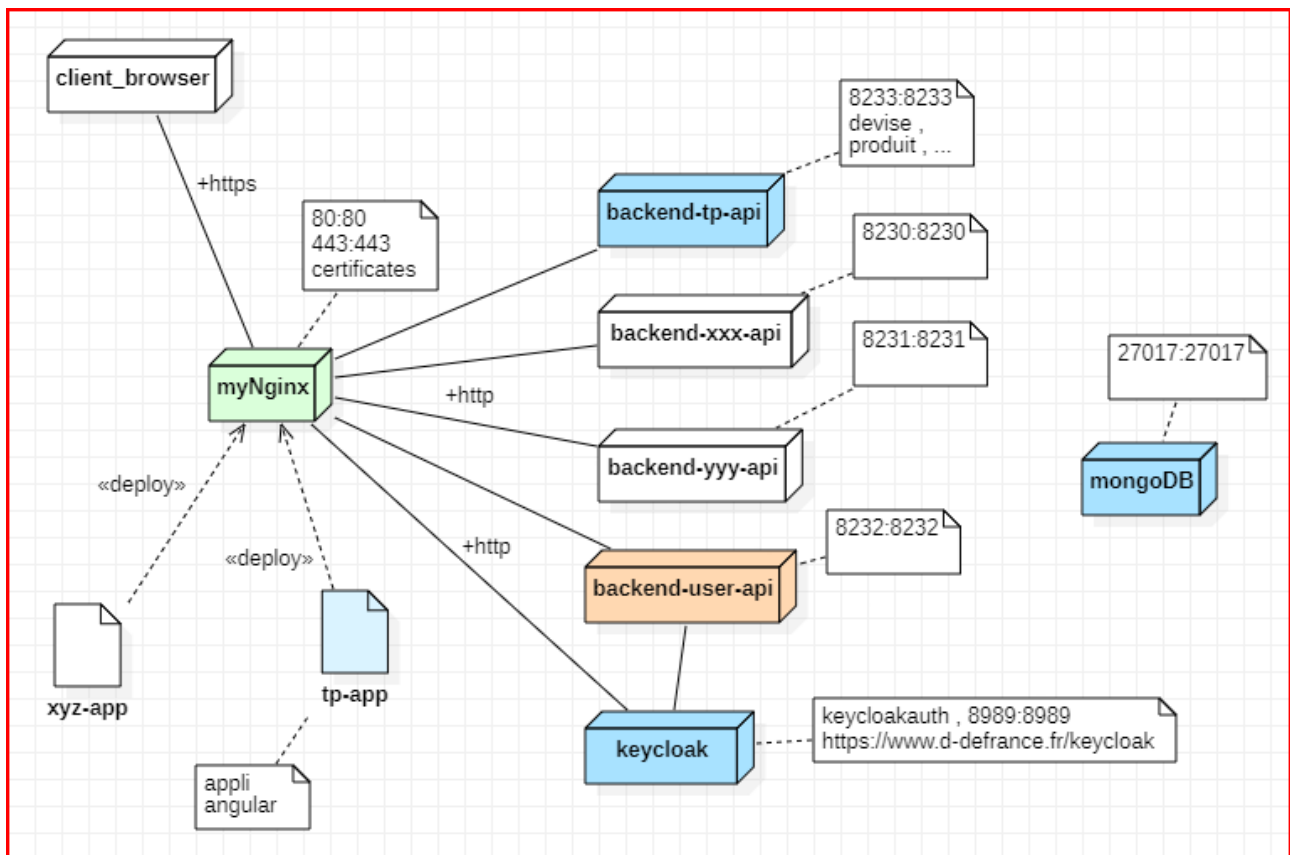 client_browser
+https
80:80
443:443
certificates
myNginx
«deploy»
«deploy»
xyz-app
tp-app
appli
angular
8233:8233
devise ,
produit , ...
backend-tp-api
8230:8230
backend-xxx-api
8231:8231
+http
backend-yyy-api
27017:27017
mongoDB
8232:8232
+http
backend-user-api
keycloak
keycloakauth , 8989:8989
https://www.d-defrance.fr/keycloak